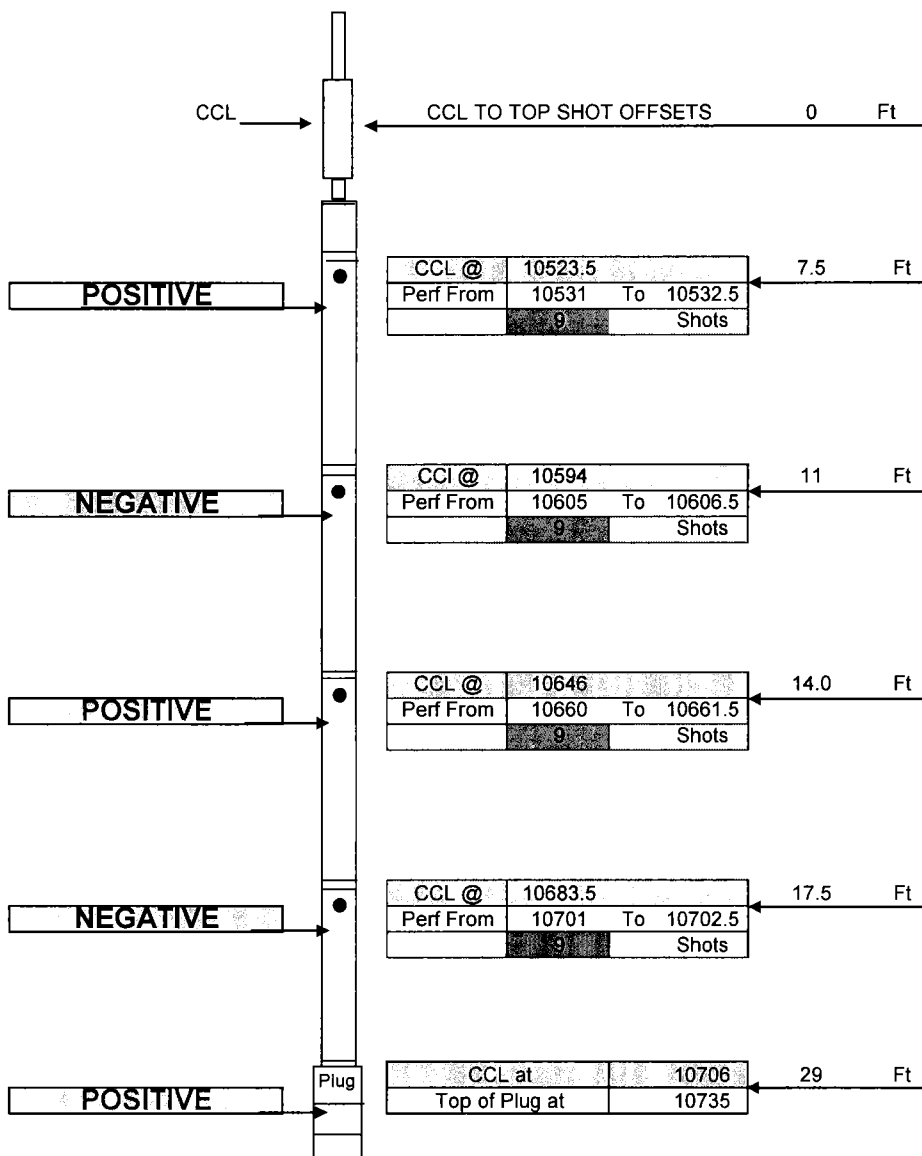 CCL CCL TO TOP SHOT OFFSETS 0 Ft
CCL @ 10523.5 7.5 Ft
POSITIVE Perf From 10531 To 10532.5
9 Shots
CCl @ 10594 11 Ft
NEGATIVE Perf From 10605 To 10606.5
9 Shots
CCL @ 10646 14.0 Ft
POSITIVE Perf From 10660 To 10661.5
9 Shots
CCL @ 10683.5 17.5 Ft
NEGATIVE Perf From 10701 To 10702.5
9 Shots
Plug CCL at 10706 29 Ft
POSITIVE Top of Plug at 10735